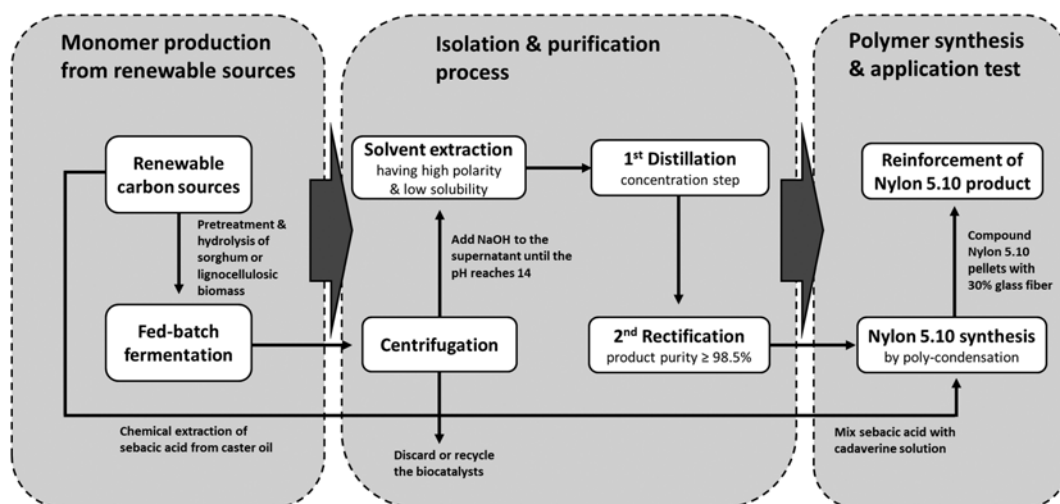 Monomer production
from renewable sources
Renewable
carbon sources
Pretreatment &
hydrolysis of
sorghum or
lignocellulosic
biomass
Fed-batch
fermentation
Chemical extraction of
sebacic acid from caster oil
Isolation & purification
process
Solvent extraction
having high polarity
& low solubility
1st Distillation
concentration step
Add NaOH to the
supernatant until the
pH reaches 14
Centrifugation
2nd Rectification
product purity ≥ 98.5%
Discard or recycle
the biocatalysts
Polymer synthesis
& application test
Reinforcement of
Nylon 5.10 product
Compound
Nylon 5.10
pellets with
30% glass fiber
Nylon 5.10 synthesis
by poly-condensation
Mix sebacic acid with
cadaverine solution